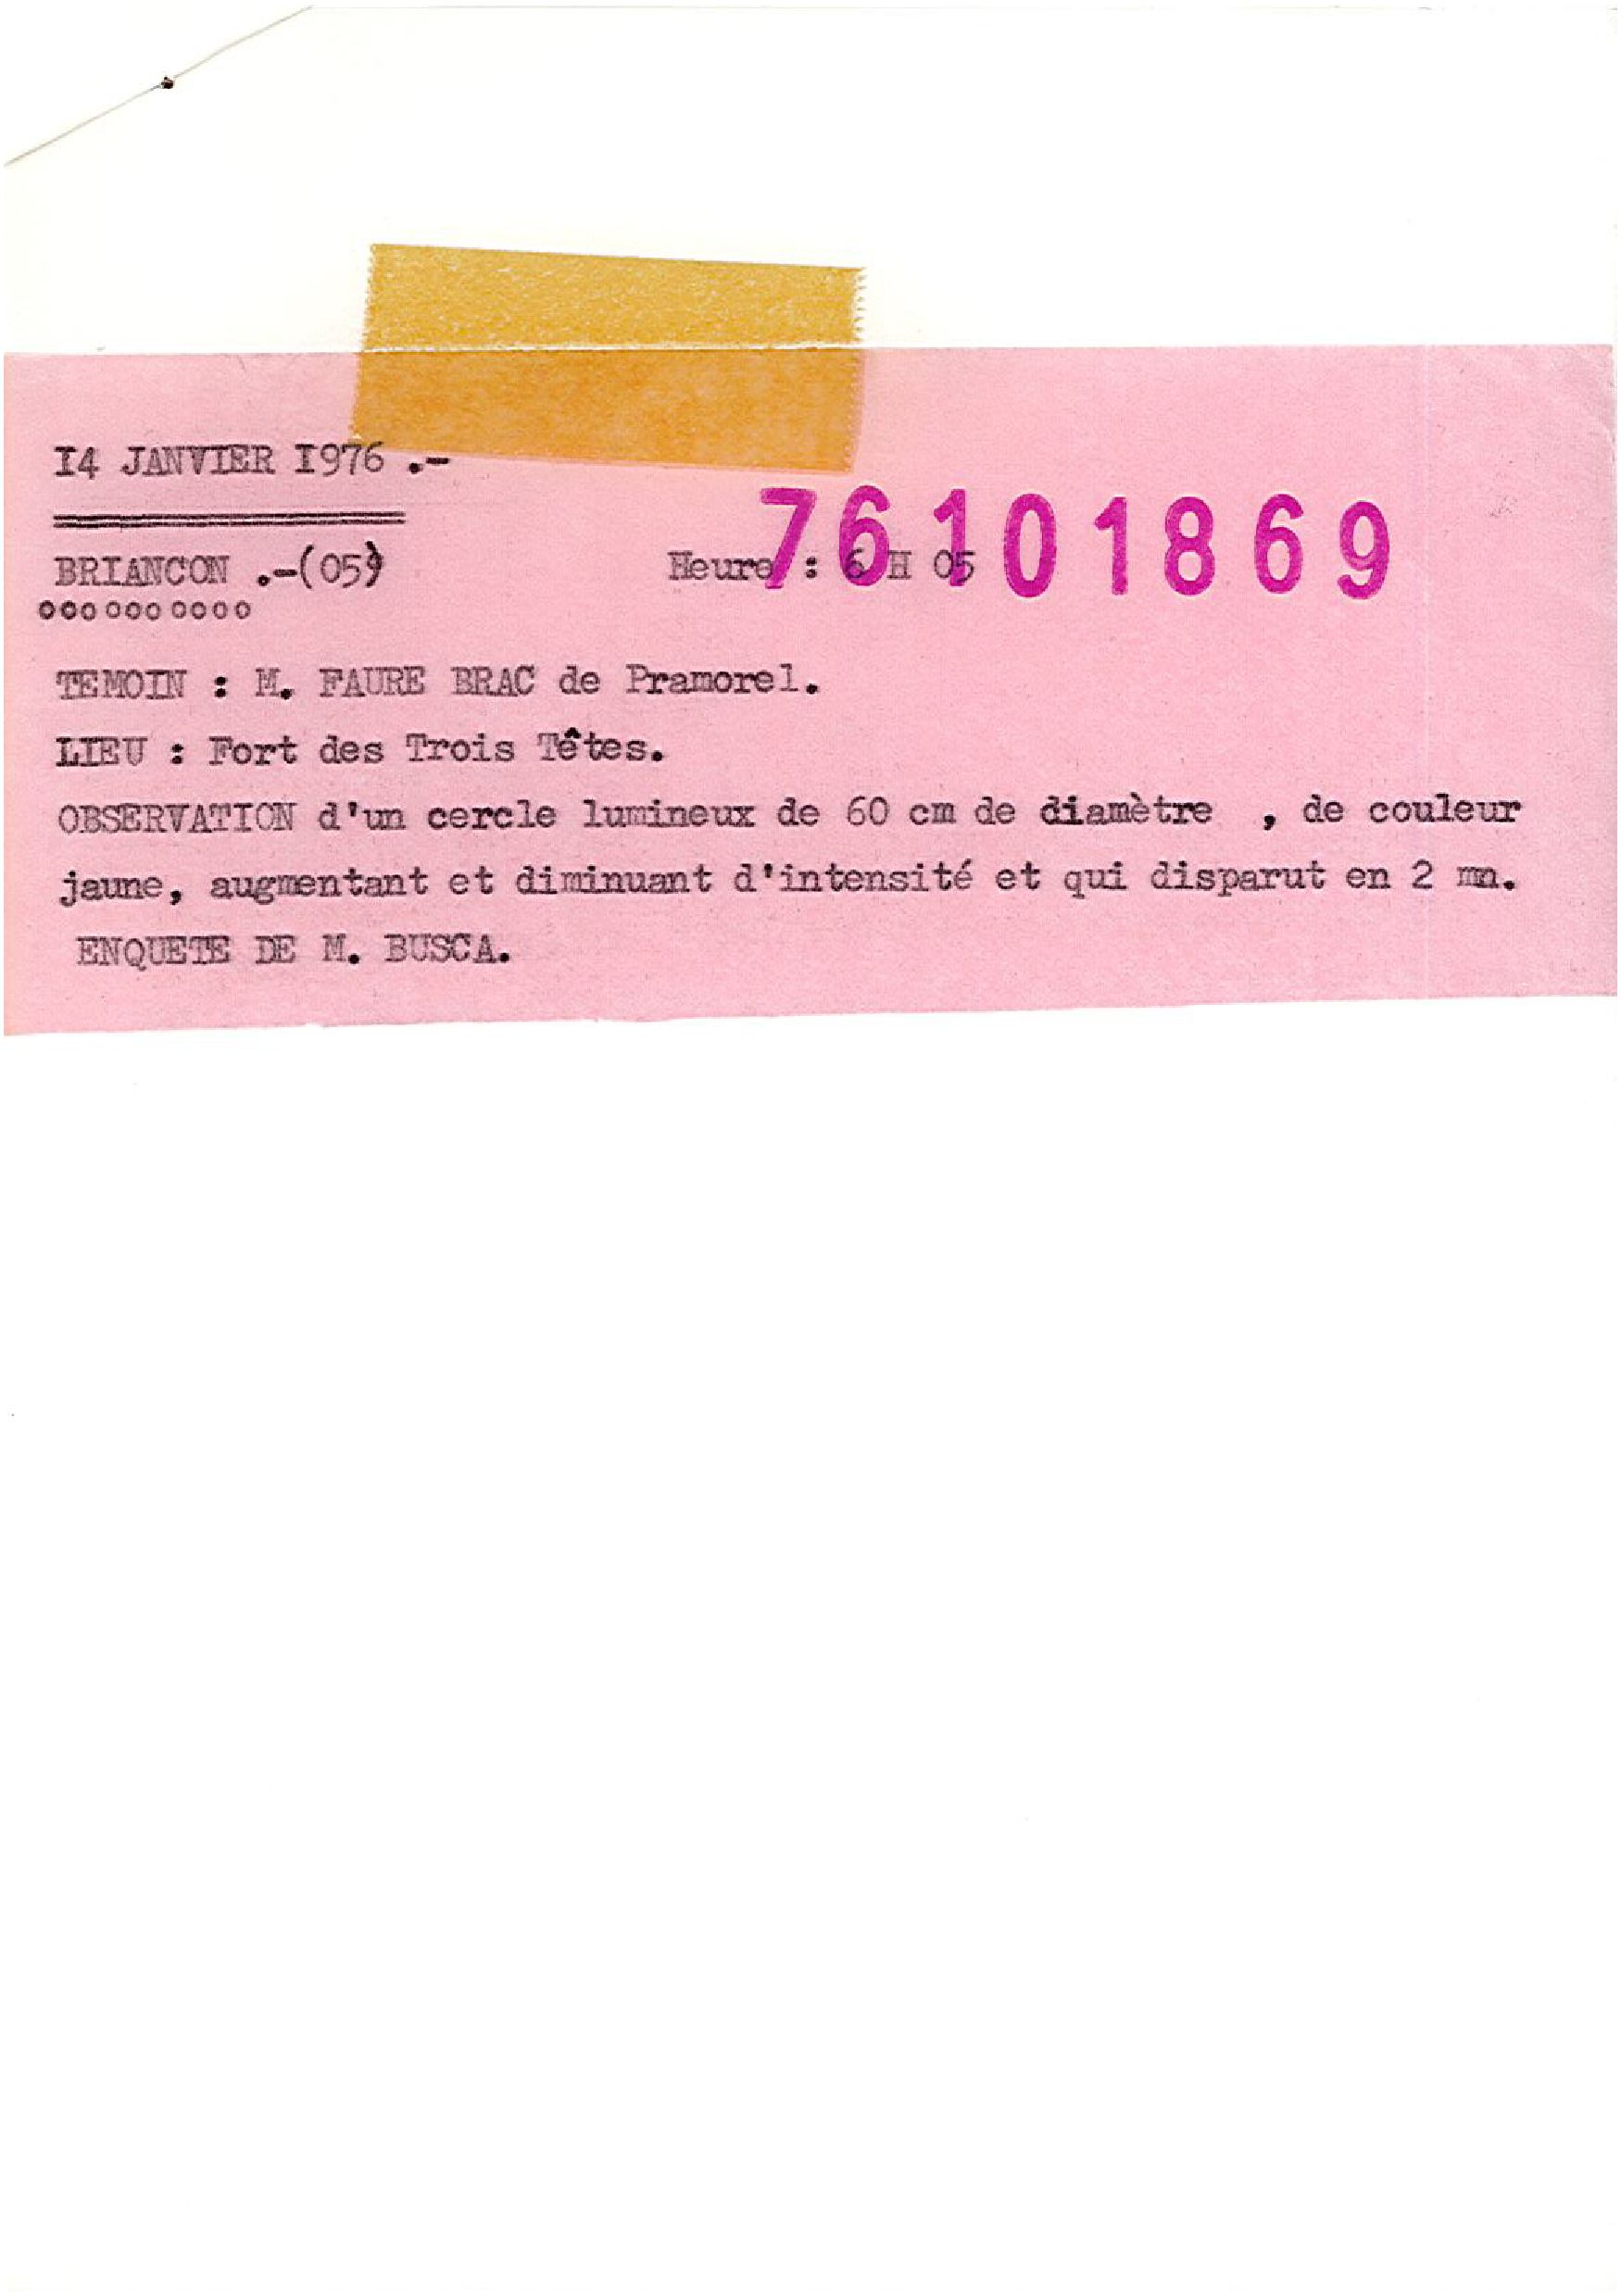 I4 JANVIER I976 .-
76101869
BRIANCON .-(05) Heure : 6 H 05
oooooooooo
TEMOIN : M. FAURE BRAC de Pramorel.
LIEU : Fort des Trois Têtes.
OBSERVATION d'un cercle lumineux de 60 cm de diamètre , de couleur
jaune, augmentant et diminuant d'intensité et qui disparut en 2 mn.
ENQUETE DE M. BUSCA.